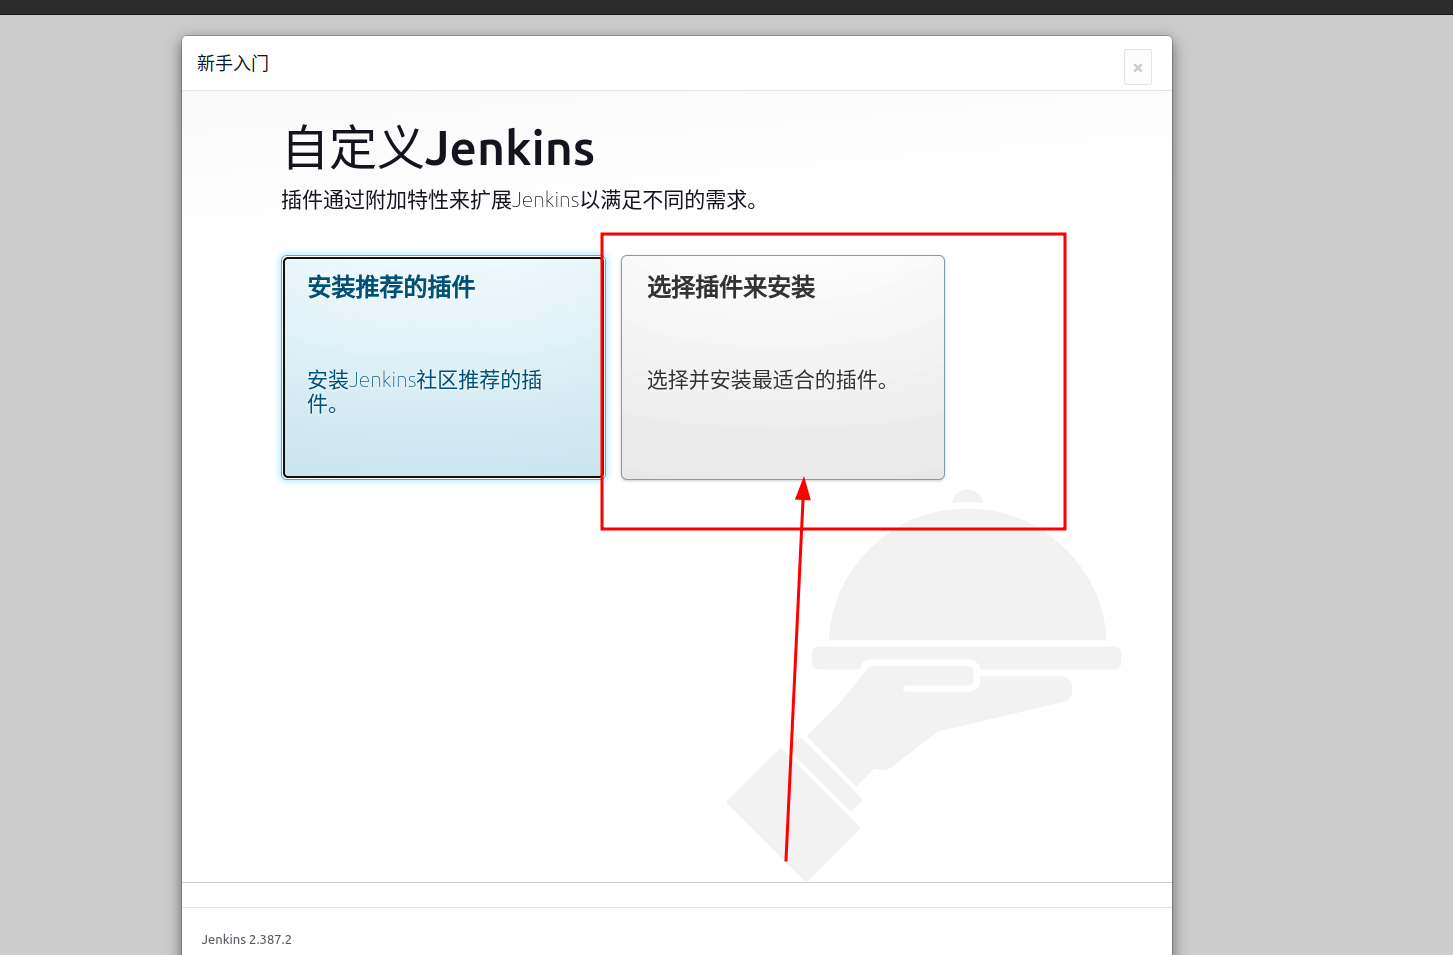 新手入门
×
自定义Jenkins
插件通过附加特性来扩展Jenkins以满足不同的需求。
安装推荐的插件
安装Jenkins社区推荐的插
件。
选择插件来安装
选择并安装最适合的插件。
Jenkins 2.387.2